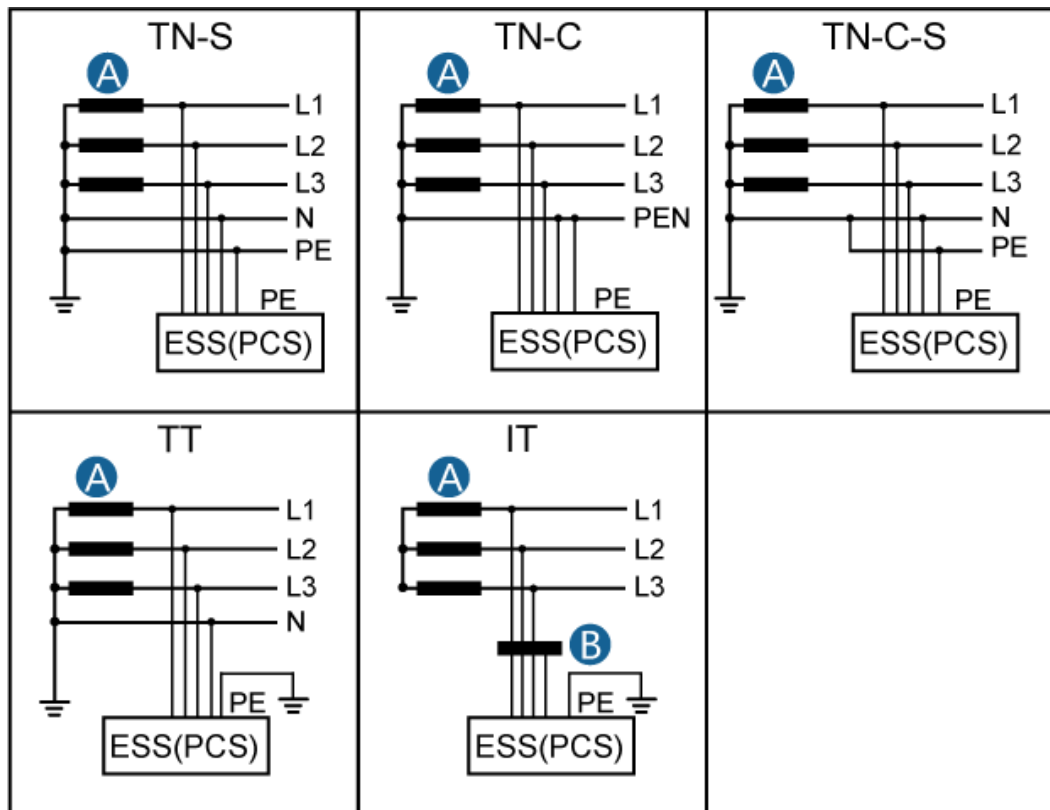 TN-S
A
L1
L2
L3
N
PE
PE
ESS(PCS)
TN-C
A
L1
L2
L3
PEN
PE
ESS(PCS)
TN-C-S
A
L1
L2
L3
N
PE
PE
ESS(PCS)
TT
A
L1
L2
L3
N
PE
ESS(PCS)
IT
A
L1
L2
L3
B
PE
ESS(PCS)